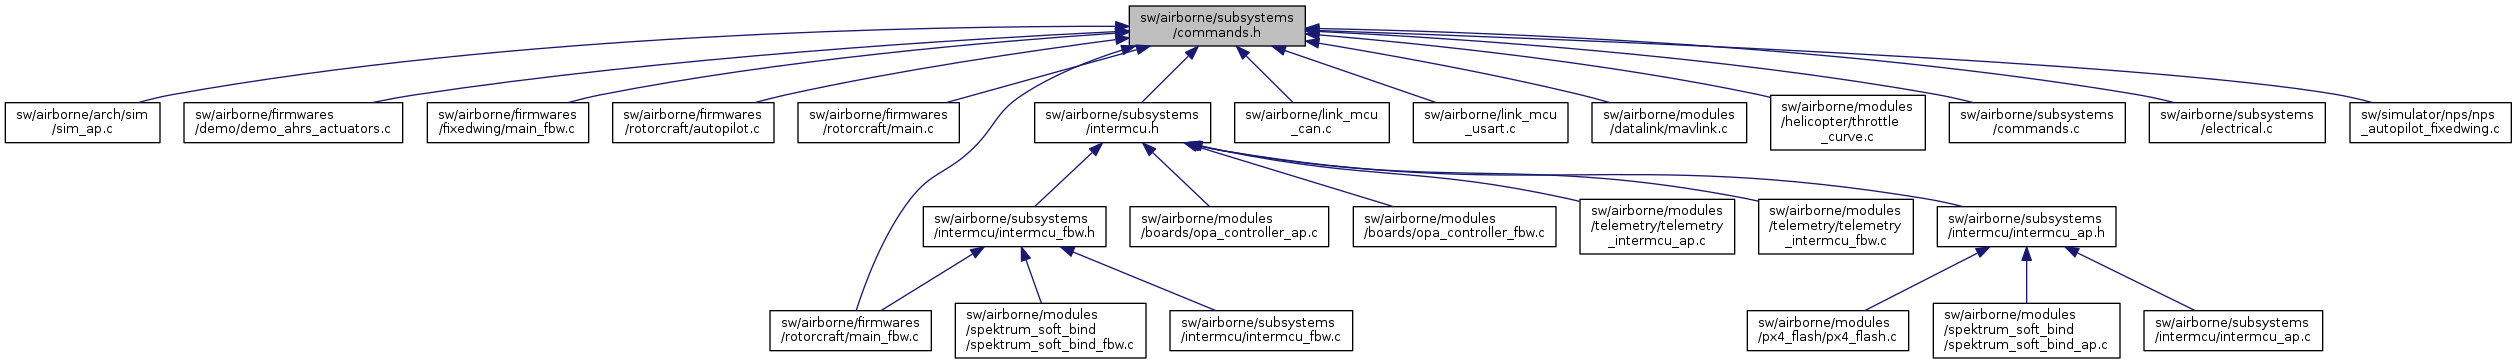 sw/airborne/subsystems
/commands.h
sw/airborne/arch/sim
/sim_ap.c
sw/airborne/firmwares
/demo/demo_ahrs_actuators.c
sw/airborne/firmwares
/fixedwing/main_fbw.c
sw/airborne/firmwares
/rotorcraft/autopilot.c
sw/airborne/firmwares
/rotorcraft/main.c
sw/airborne/subsystems
/intermcu.h
sw/airborne/link_mcu
_can.c
sw/airborne/link_mcu
_usart.c
sw/airborne/modules
/datalink/mavlink.c
sw/airborne/modules
/helicopter/throttle
_curve.c
sw/airborne/subsystems
/commands.c
sw/airborne/subsystems
/electrical.c
sw/simulator/nps/nps
_autopilot_fixedwing.c
sw/airborne/subsystems
/intermcu/intermcu_fbw.h
sw/airborne/modules
/boards/opa_controller_ap.c
sw/airborne/modules
/boards/opa_controller_fbw.c
sw/airborne/modules
/telemetry/telemetry
_intermcu_ap.c
sw/airborne/modules
/telemetry/telemetry
_intermcu_fbw.c
sw/airborne/subsystems
/intermcu/intermcu_ap.h
sw/airborne/firmwares
/rotorcraft/main_fbw.c
sw/airborne/modules
/spektrum_soft_bind
/spektrum_soft_bind_fbw.c
sw/airborne/subsystems
/intermcu/intermcu_fbw.c
sw/airborne/modules
/px4_flash/px4_flash.c
sw/airborne/modules
/spektrum_soft_bind
/spektrum_soft_bind_ap.c
sw/airborne/subsystems
/intermcu/intermcu_ap.c